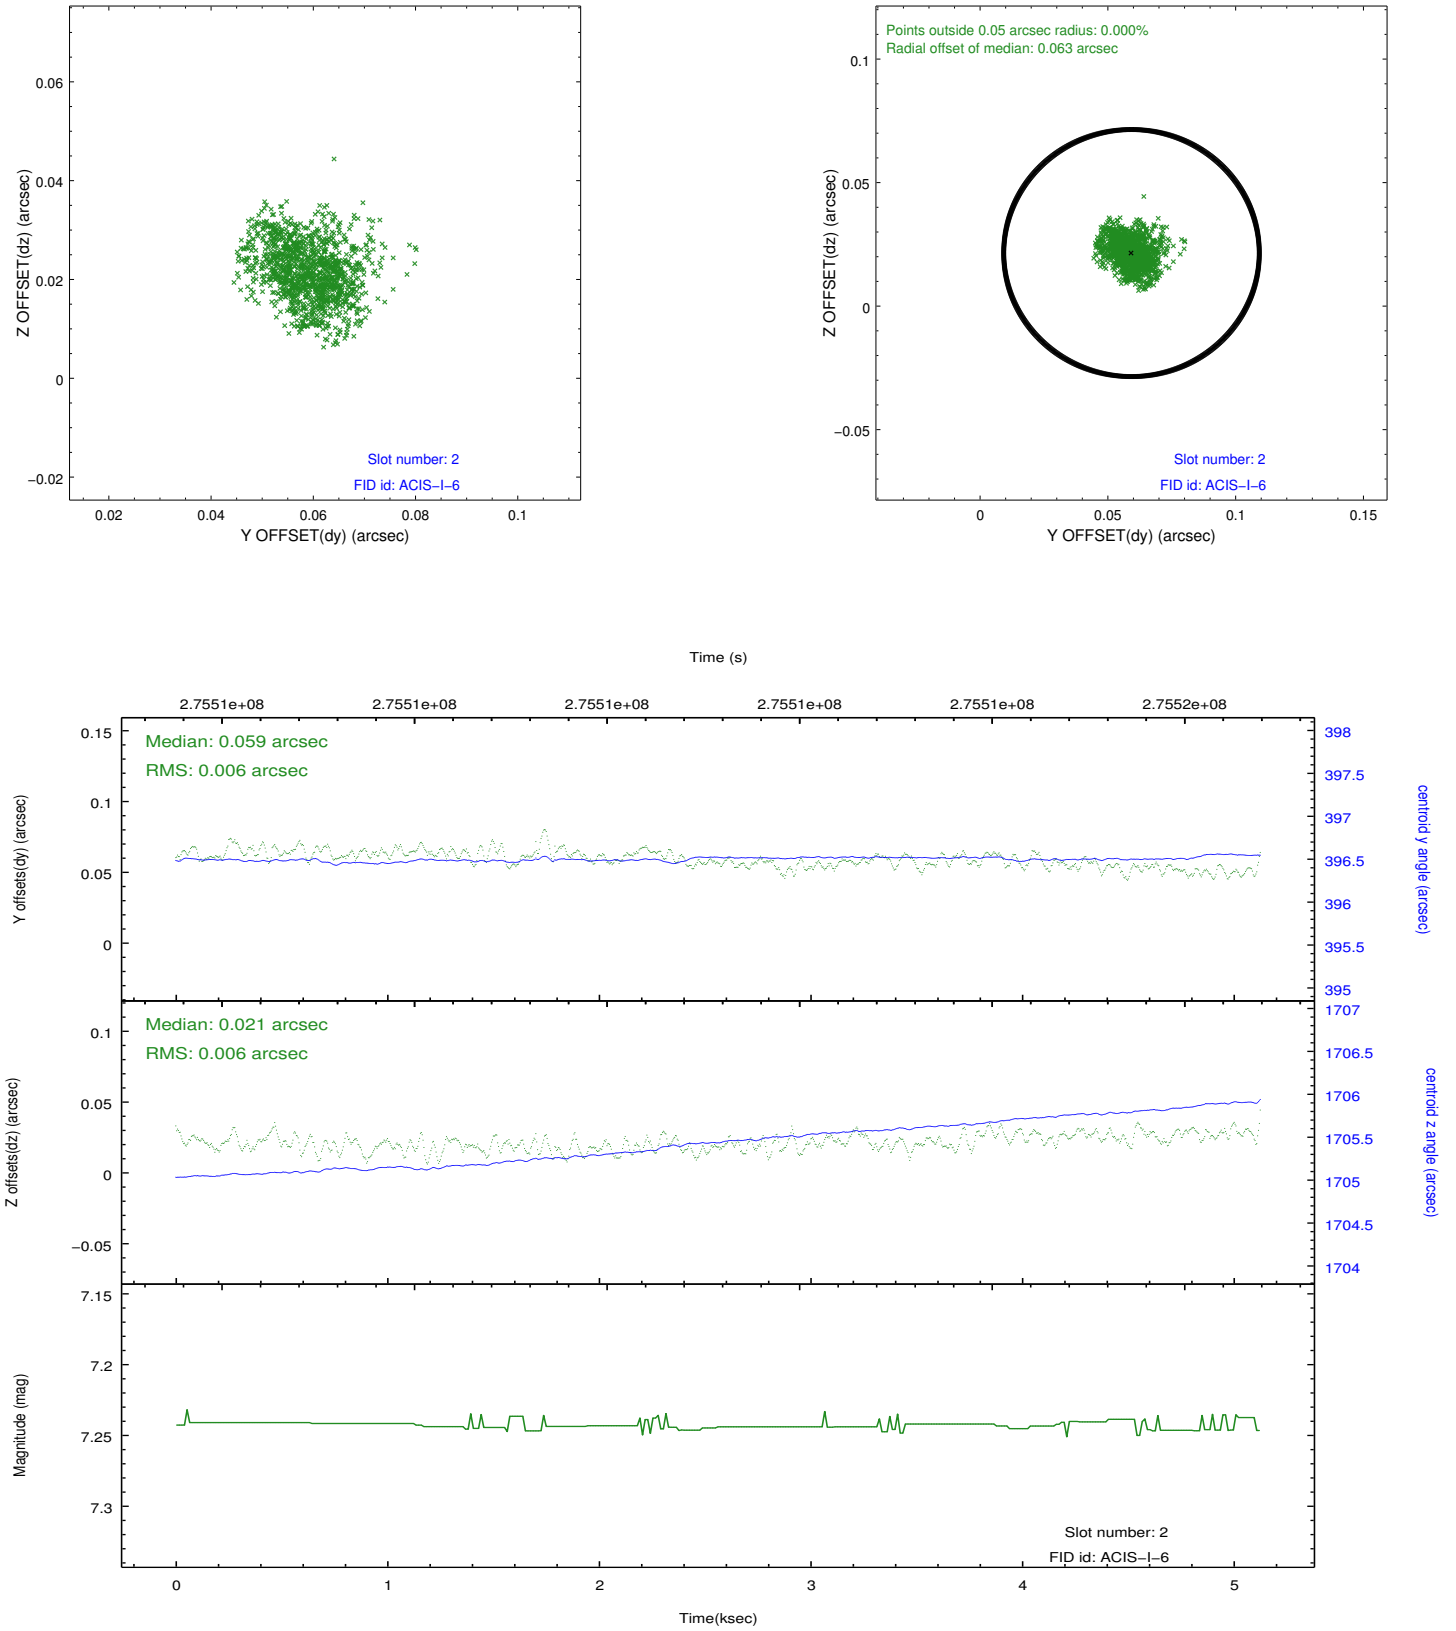 0.06
0.04
0.02
0
−0.02
Z OFFSET(dz) (arcsec)
Slot number: 2
FID id: ACIS−I−6
0.02 0.04 0.06 0.08 0.1
Y OFFSET(dy) (arcsec)
Points outside 0.05 arcsec radius: 0.000%
Radial offset of median: 0.063 arcsec
0.1
0.05
0
−0.05
Z OFFSET(dz) (arcsec)
Slot number: 2
FID id: ACIS−I−6
0 0.05 0.1 0.15
Y OFFSET(dy) (arcsec)
Time (s)
2.7551e+08 2.7551e+08 2.7551e+08 2.7551e+08 2.7551e+08 2.7552e+08
Median: 0.059 arcsec
RMS: 0.006 arcsec
0.15
0.1
0.05
0
Y offsets(dy) (arcsec)
398
397.5
397
396.5
396
395.5
395
centroid y angle (arcsec)
Median: 0.021 arcsec
RMS: 0.006 arcsec
0.1
0.05
0
−0.05
Z offsets(dz) (arcsec)
1707
1706.5
1706
1705.5
1705
1704.5
1704
centroid z angle (arcsec)
7.15
7.2
7.25
7.3
Magnitude (mag)
Slot number: 2
FID id: ACIS−I−6
0 1 2 3 4 5
Time(ksec)